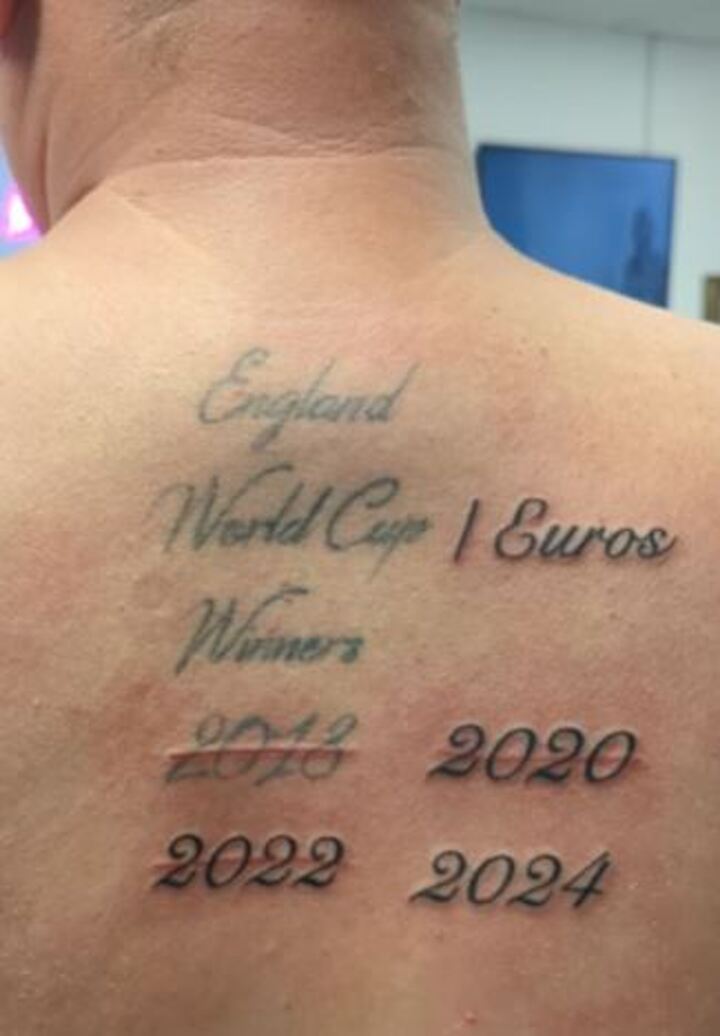 England
World Cup | Euros
Winners
2018 2020
2022 2024